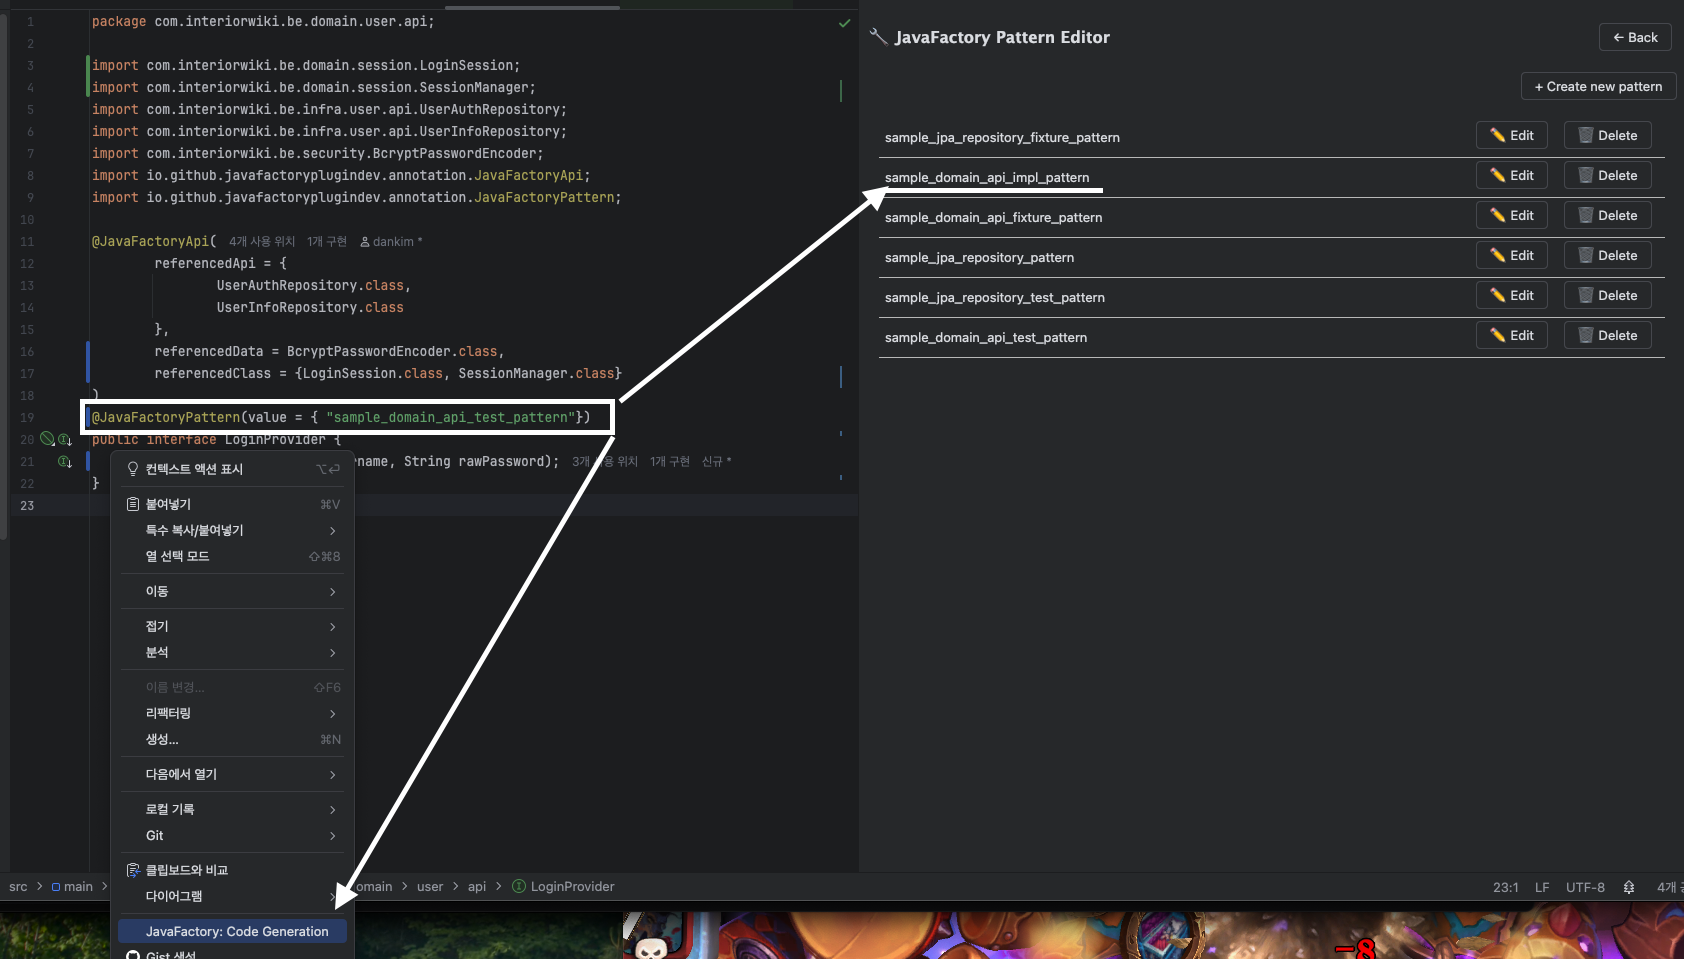 1 package com.interiorwiki.be.domain.user.api;
2
3 import com.interiorwiki.be.domain.session.LoginSession;
4 import com.interiorwiki.be.domain.session.SessionManager;
5 import com.interiorwiki.be.infra.user.api.UserAuthRepository;
6 import com.interiorwiki.be.infra.user.api.UserInfoRepository;
7 import com.interiorwiki.be.security.BcryptPasswordEncoder;
8 import io.github.javafactoryplugindev.annotation.JavaFactoryApi;
9 import io.github.javafactoryplugindev.annotation.JavaFactoryPattern;
10
11 @JavaFactoryApi( 4개 사용 위치 1개 구현 dankim *
12 referencedApi = {
13 UserAuthRepository.class,
14 UserInfoRepository.class
15 },
16 referencedData = BcryptPasswordEncoder.class,
17 referencedClass = {LoginSession.class, SessionManager.class}
18 )
19 @JavaFactoryPattern(value = { "sample_domain_api_test_pattern"})
20 public interface LoginProvider {
21 name, String rawPassword); 3개 사용 위치 1개 구현 신규 *
22 }
23
컨텍스트 액션 표시 ⌥⏎
붙여넣기 ⌘V
특수 복사/붙여넣기 >
열 선택 모드 ⇧⌘8
이동 >
접기 >
분석 >
이름 변경... ⇧F6
리팩터링 >
생성... ⌘N
다음에서 열기 >
로컬 기록 >
Git >
클립보드와 비교
다이어그램 >
JavaFactory: Code Generation
Gist 생성
src > main > omain > user > api > LoginProvider
JavaFactory Pattern Editor
← Back
+ Create new pattern
sample_jpa_repository_fixture_pattern Edit Delete
sample_domain_api_impl_pattern Edit Delete
sample_domain_api_fixture_pattern Edit Delete
sample_jpa_repository_pattern Edit Delete
sample_jpa_repository_test_pattern Edit Delete
sample_domain_api_test_pattern Edit Delete
23:1 LF UTF-8 4개
-8